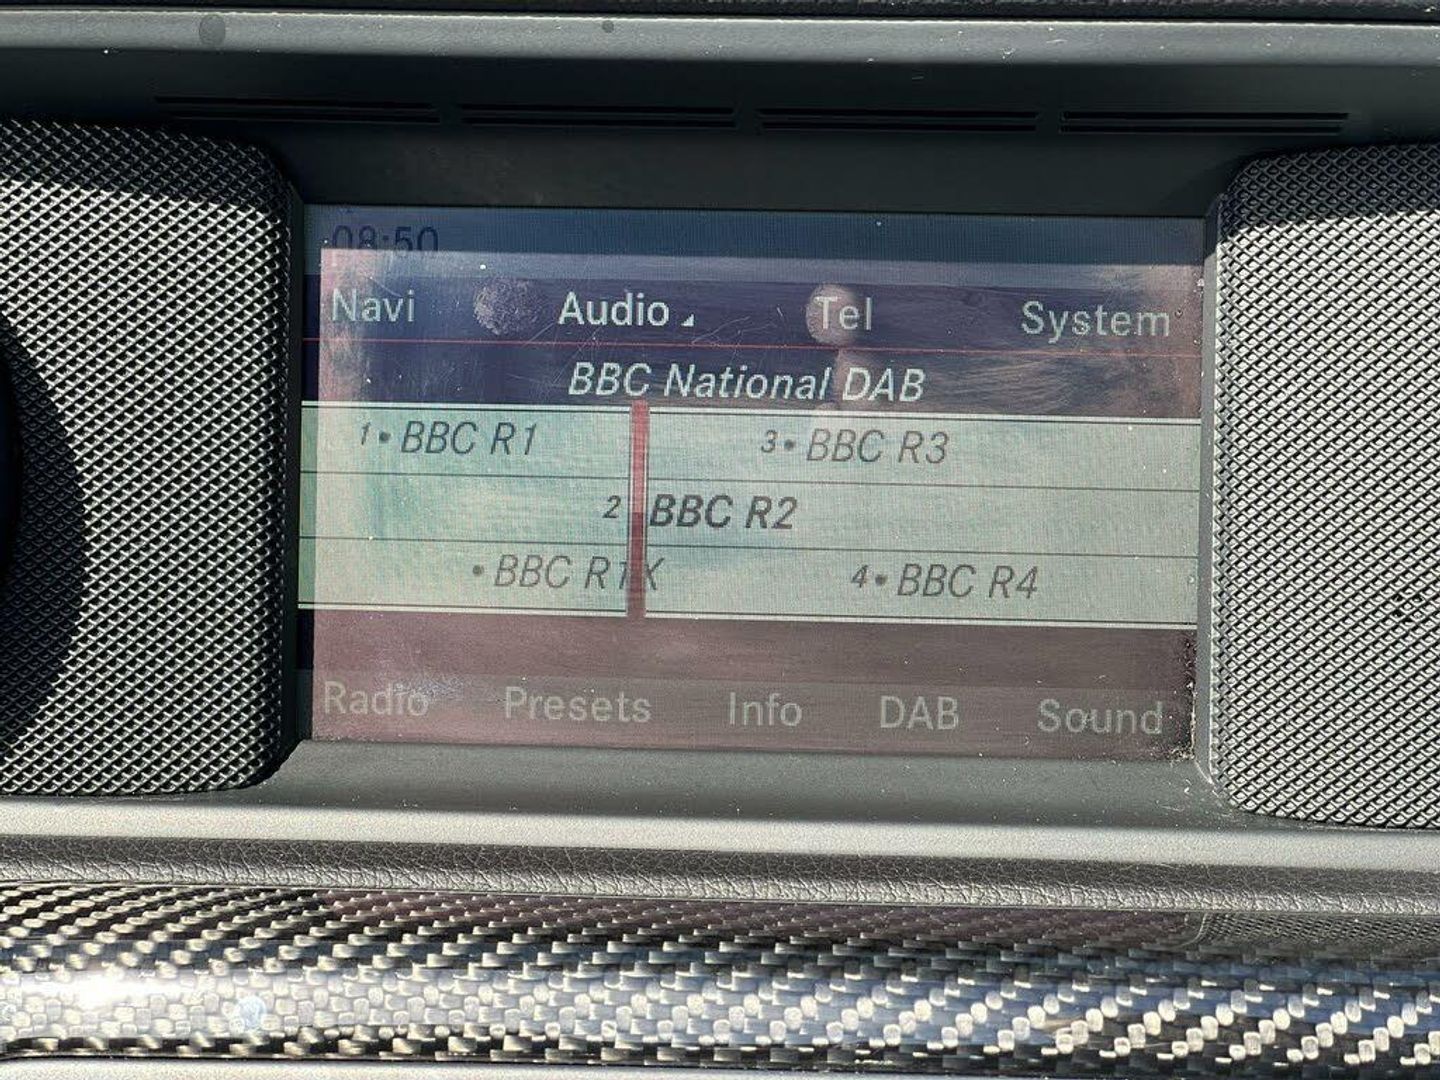 08:50
Navi Audio Tel System
BBC National DAB
1 • BBC R1 3 • BBC R3
2 BBC R2
• BBC R1X 4 • BBC R4
Radio Presets Info DAB Sound